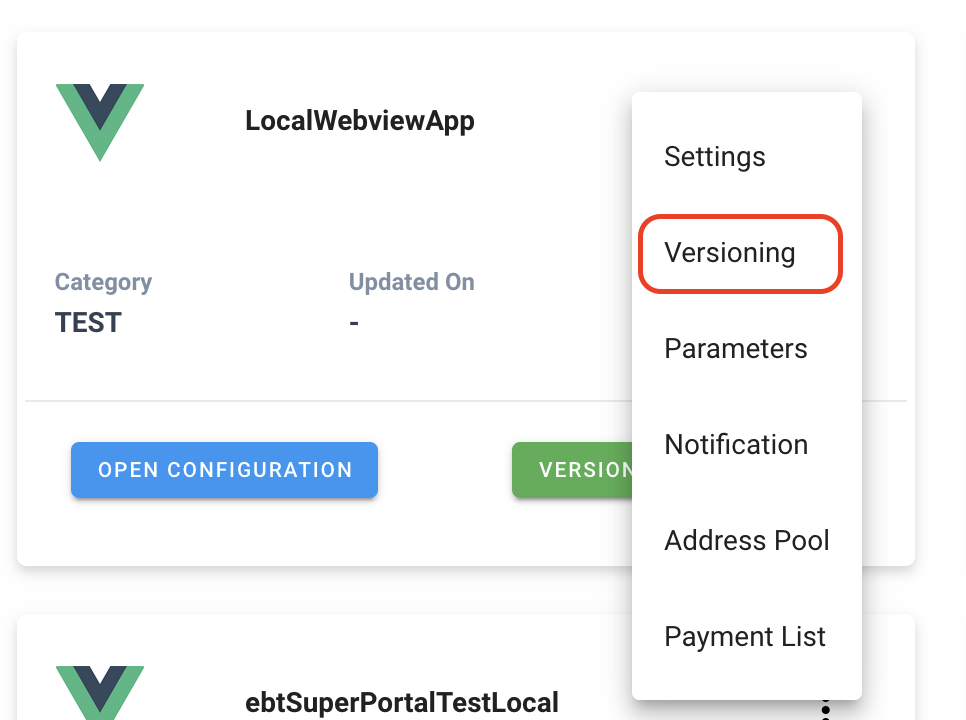 LocalWebviewApp
Category
Updated On
TEST
-
OPEN CONFIGURATION
VERSION
Settings
Versioning
Parameters
Notification
Address Pool
Payment List
ebtSuperPortalTestLocal